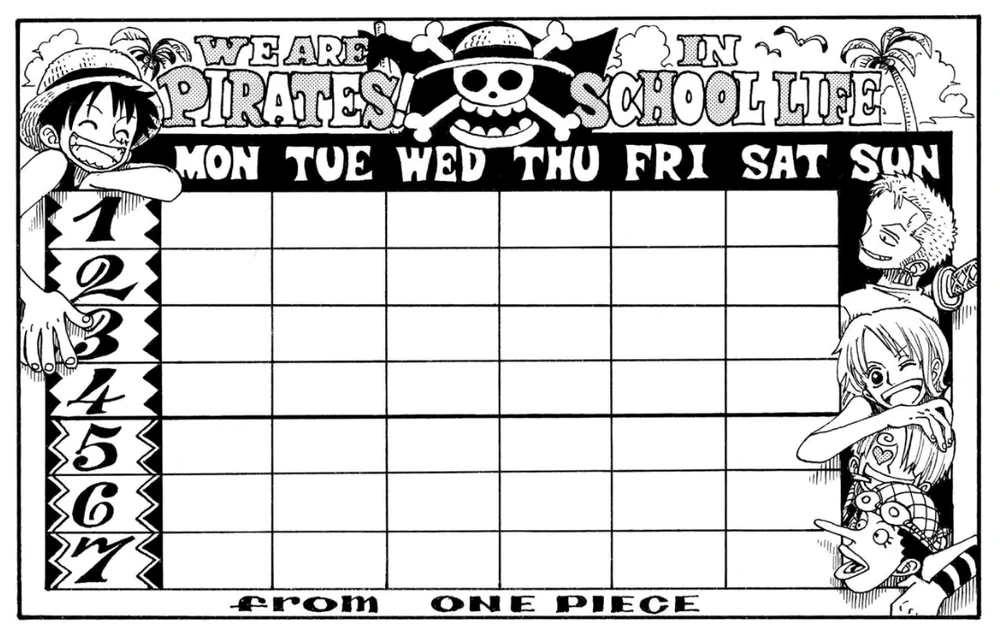 WE ARE PIRATES IN SCHOOL LIFE
MON TUE WED THU FRI SAT SUN
1
2
3
4
5
6
7
from ONE PIECE